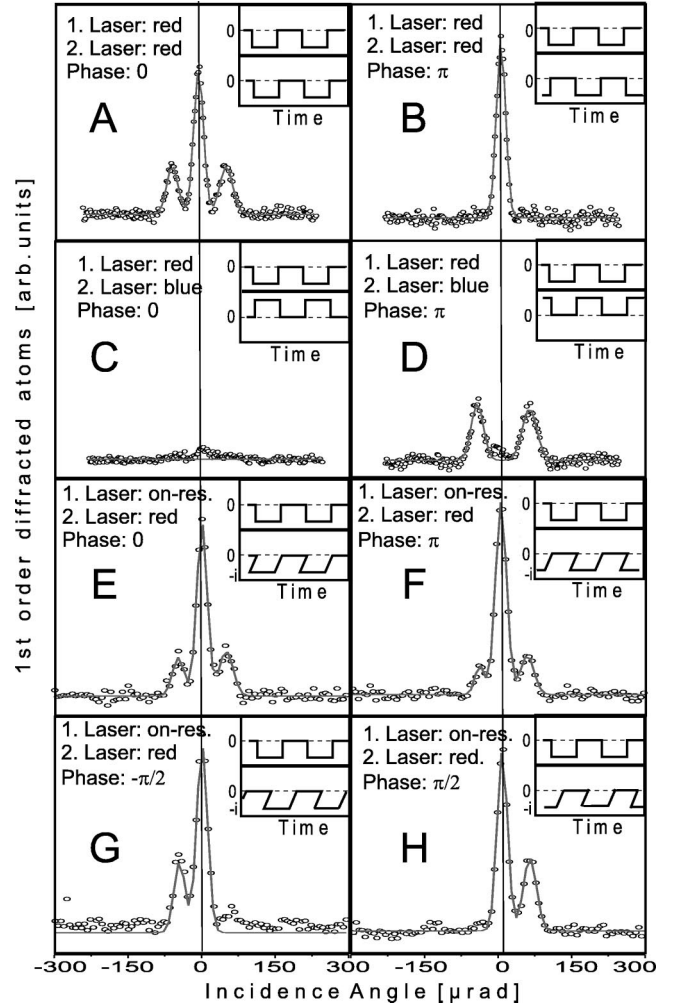 1st order diffracted atoms [arb.units]
1. Laser: red
2. Laser: red
Phase: 0
A
0
0
Time
1. Laser: red
2. Laser: red
Phase: π
B
0
0
Time
1. Laser: red
2. Laser: blue
Phase: 0
C
0
0
Time
1. Laser: red
2. Laser: blue
Phase: π
D
0
0
Time
1. Laser: on-res.
2. Laser: red
Phase: 0
E
0
0
-i
Time
1. Laser: on-res.
2. Laser: red
Phase: π
F
0
0
-i
Time
1. Laser: on-res.
2. Laser: red
Phase: -π/2
G
0
0
-i
Time
1. Laser: on-res.
2. Laser: red.
Phase: π/2
H
0
0
-i
Time
-300 -150 0 150 300 -150 0 150 300
Incidence Angle [μrad]